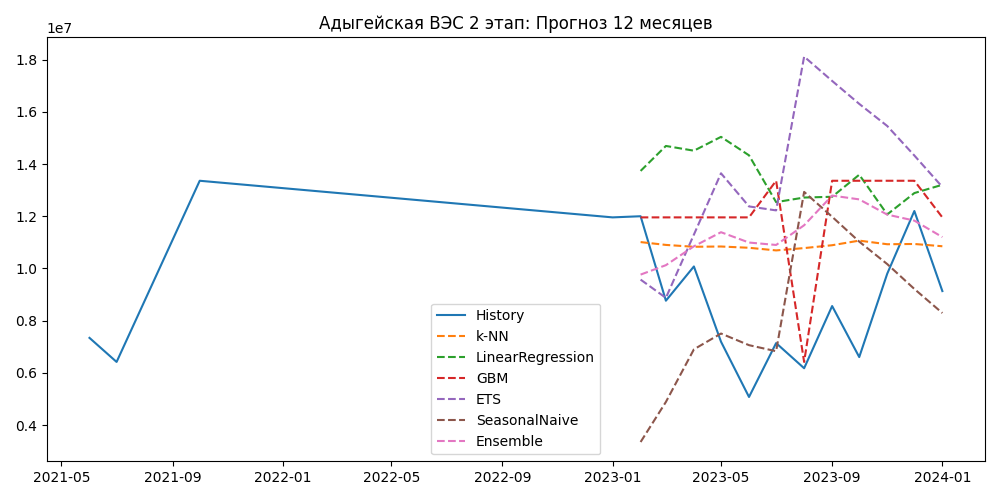 Адыгейская ВЭС 2 этап: Прогноз 12 месяцев
1e7
1.8
1.6
1.4
1.2
1.0
0.8
0.6
0.4
History
k-NN
LinearRegression
GBM
ETS
SeasonalNaive
Ensemble
2021-05 2021-09 2022-01 2022-05 2022-09 2023-01 2023-05 2023-09 2024-01